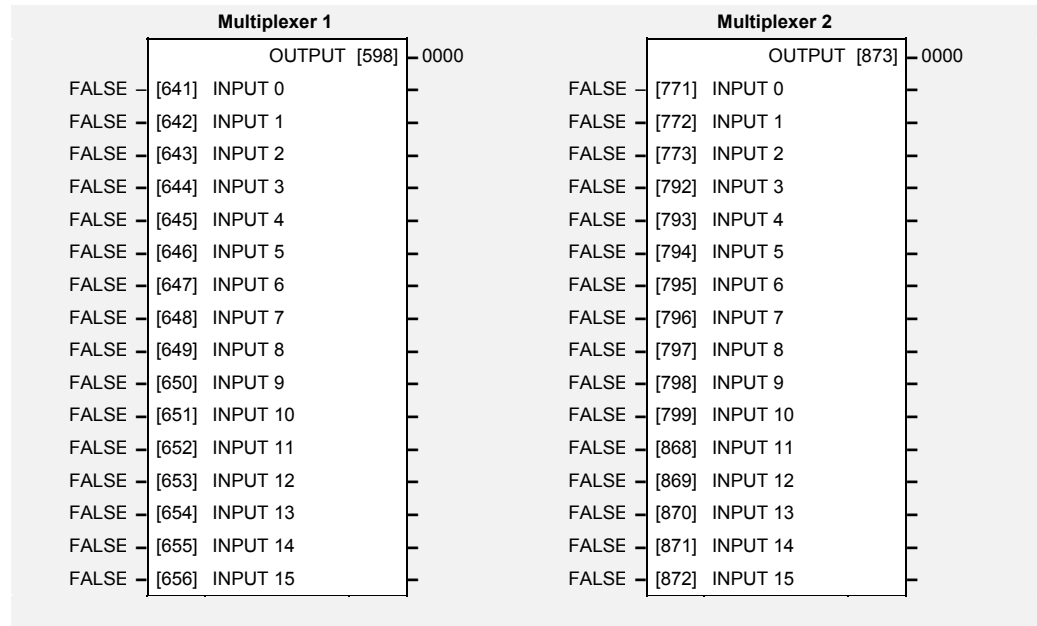 Multiplexer 1
OUTPUT [598] 0000
FALSE [641] INPUT 0
FALSE [642] INPUT 1
FALSE [643] INPUT 2
FALSE [644] INPUT 3
FALSE [645] INPUT 4
FALSE [646] INPUT 5
FALSE [647] INPUT 6
FALSE [648] INPUT 7
FALSE [649] INPUT 8
FALSE [650] INPUT 9
FALSE [651] INPUT 10
FALSE [652] INPUT 11
FALSE [653] INPUT 12
FALSE [654] INPUT 13
FALSE [655] INPUT 14
FALSE [656] INPUT 15
Multiplexer 2
OUTPUT [873] 0000
FALSE [771] INPUT 0
FALSE [772] INPUT 1
FALSE [773] INPUT 2
FALSE [792] INPUT 3
FALSE [793] INPUT 4
FALSE [794] INPUT 5
FALSE [795] INPUT 6
FALSE [796] INPUT 7
FALSE [797] INPUT 8
FALSE [798] INPUT 9
FALSE [799] INPUT 10
FALSE [868] INPUT 11
FALSE [869] INPUT 12
FALSE [870] INPUT 13
FALSE [871] INPUT 14
FALSE [872] INPUT 15